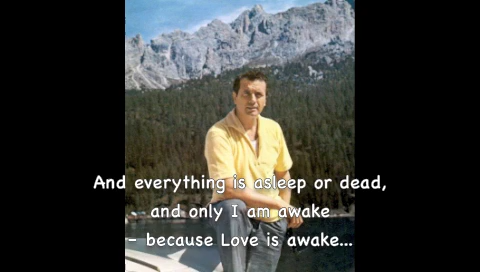 And everything is asleep or dead,
and only I am awake
- because Love is awake...